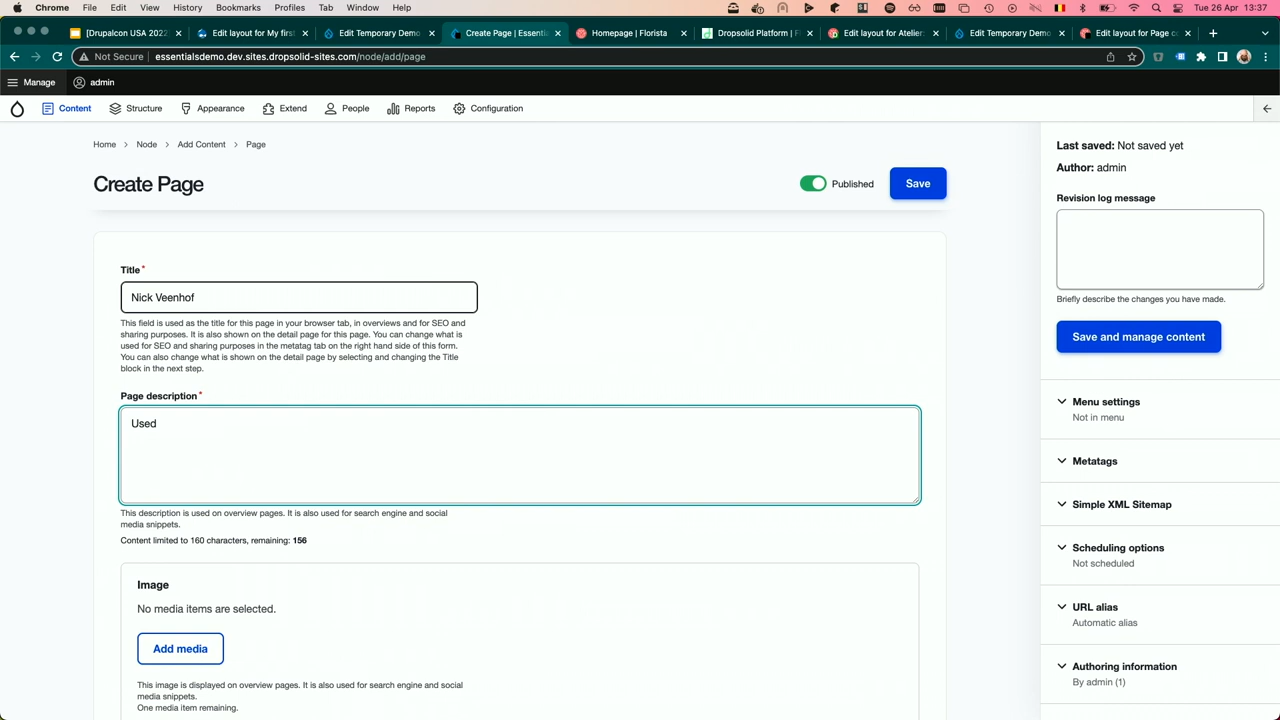 Chrome File Edit View History Bookmarks Profiles Tab Window Help Tue 26 Apr 13:37
[Drupalcon USA 2022 Edit layout for My firs Edit Temporary Demo Create Page | Essentia Homepage | Florista Dropsolid Platform | F Edit layout for Atelier Edit Temporary Demo Edit layout for Page c
Not Secure essentialsdemo.dev.sites.dropsolid-sites.com/node/add/page
Manage admin
Content Structure Appearance Extend People Reports Configuration
Home Node Add Content Page
Create Page
Published
Save
Title*
Nick Veenhof
This field is used as the title for this page in your browser tab, in overviews and for SEO and
sharing purposes. It is also shown on the detail page for this page. You can change what is
used for SEO and sharing purposes in the metatag tab on the right hand side of this form.
You can also change what is shown on the detail page by selecting and changing the Title
block in the next step.
Page description*
Used
This description is used on overview pages. It is also used for search engine and social
media snippets.
Content limited to 160 characters, remaining: 156
Image
No media items are selected.
Add media
This image is displayed on overview pages. It is also used for search engine and social
media snippets.
One media item remaining.
Last saved: Not saved yet
Author: admin
Revision log message
Briefly describe the changes you have made.
Save and manage content
Menu settings
Not in menu
Metatags
Simple XML Sitemap
Scheduling options
Not scheduled
URL alias
Automatic alias
Authoring information
By admin (1)